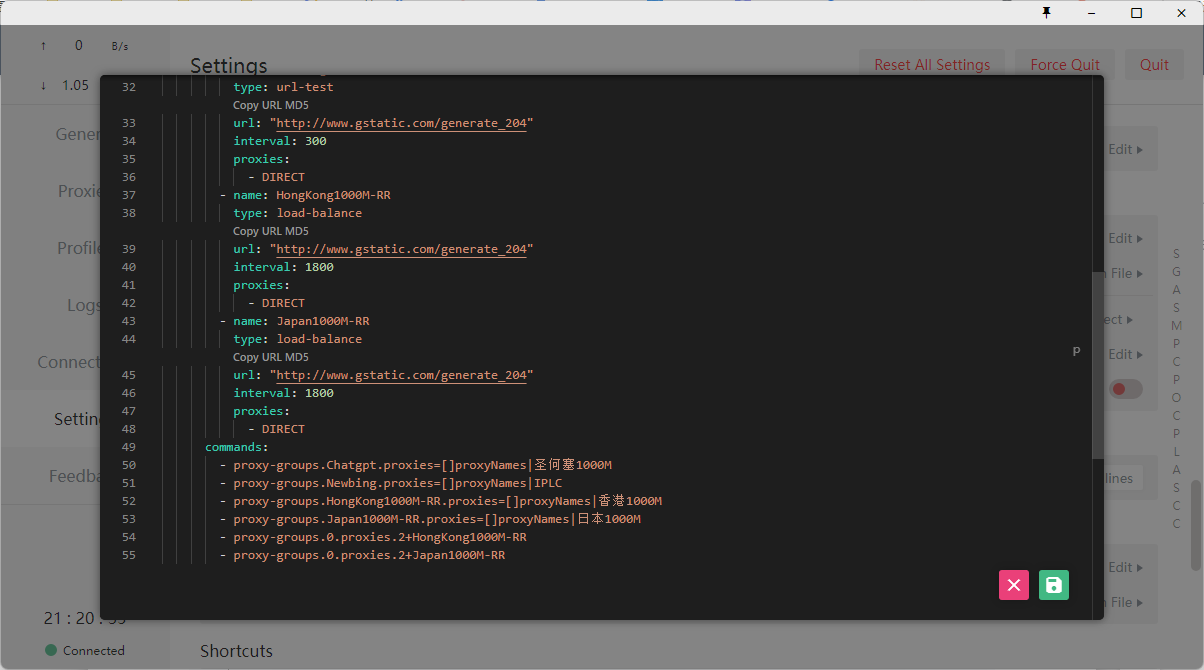 ↑ 0 B/s
↓ 1.05
Settings
Reset All Settings
Force Quit
Quit
Gener
Proxie
Profile
Logs
Connect
Settin
Feedba
32 type: url-test
Copy URL MD5
33 url: "http://www.gstatic.com/generate_204"
34 interval: 300
35 proxies:
36 - DIRECT
37 - name: HongKong1000M-RR
38 type: load-balance
Copy URL MD5
39 url: "http://www.gstatic.com/generate_204"
40 interval: 1800
41 proxies:
42 - DIRECT
43 - name: Japan1000M-RR
44 type: load-balance
Copy URL MD5
45 url: "http://www.gstatic.com/generate_204"
46 interval: 1800
47 proxies:
48 - DIRECT
49 commands:
50 - proxy-groups.Chatgpt.proxies=[]proxyNames|圣何塞1000M
51 - proxy-groups.Newbing.proxies=[]proxyNames|IPLC
52 - proxy-groups.HongKong1000M-RR.proxies=[]proxyNames|香港1000M
53 - proxy-groups.Japan1000M-RR.proxies=[]proxyNames|日本1000M
54 - proxy-groups.0.proxies.2+HongKong1000M-RR
55 - proxy-groups.0.proxies.2+Japan1000M-RR
p
Edit
Edit
File
ect
Edit
lines
Edit
File
S
G
A
S
M
P
C
P
O
C
P
L
A
S
C
C
21 : 20 :
Connected
Shortcuts